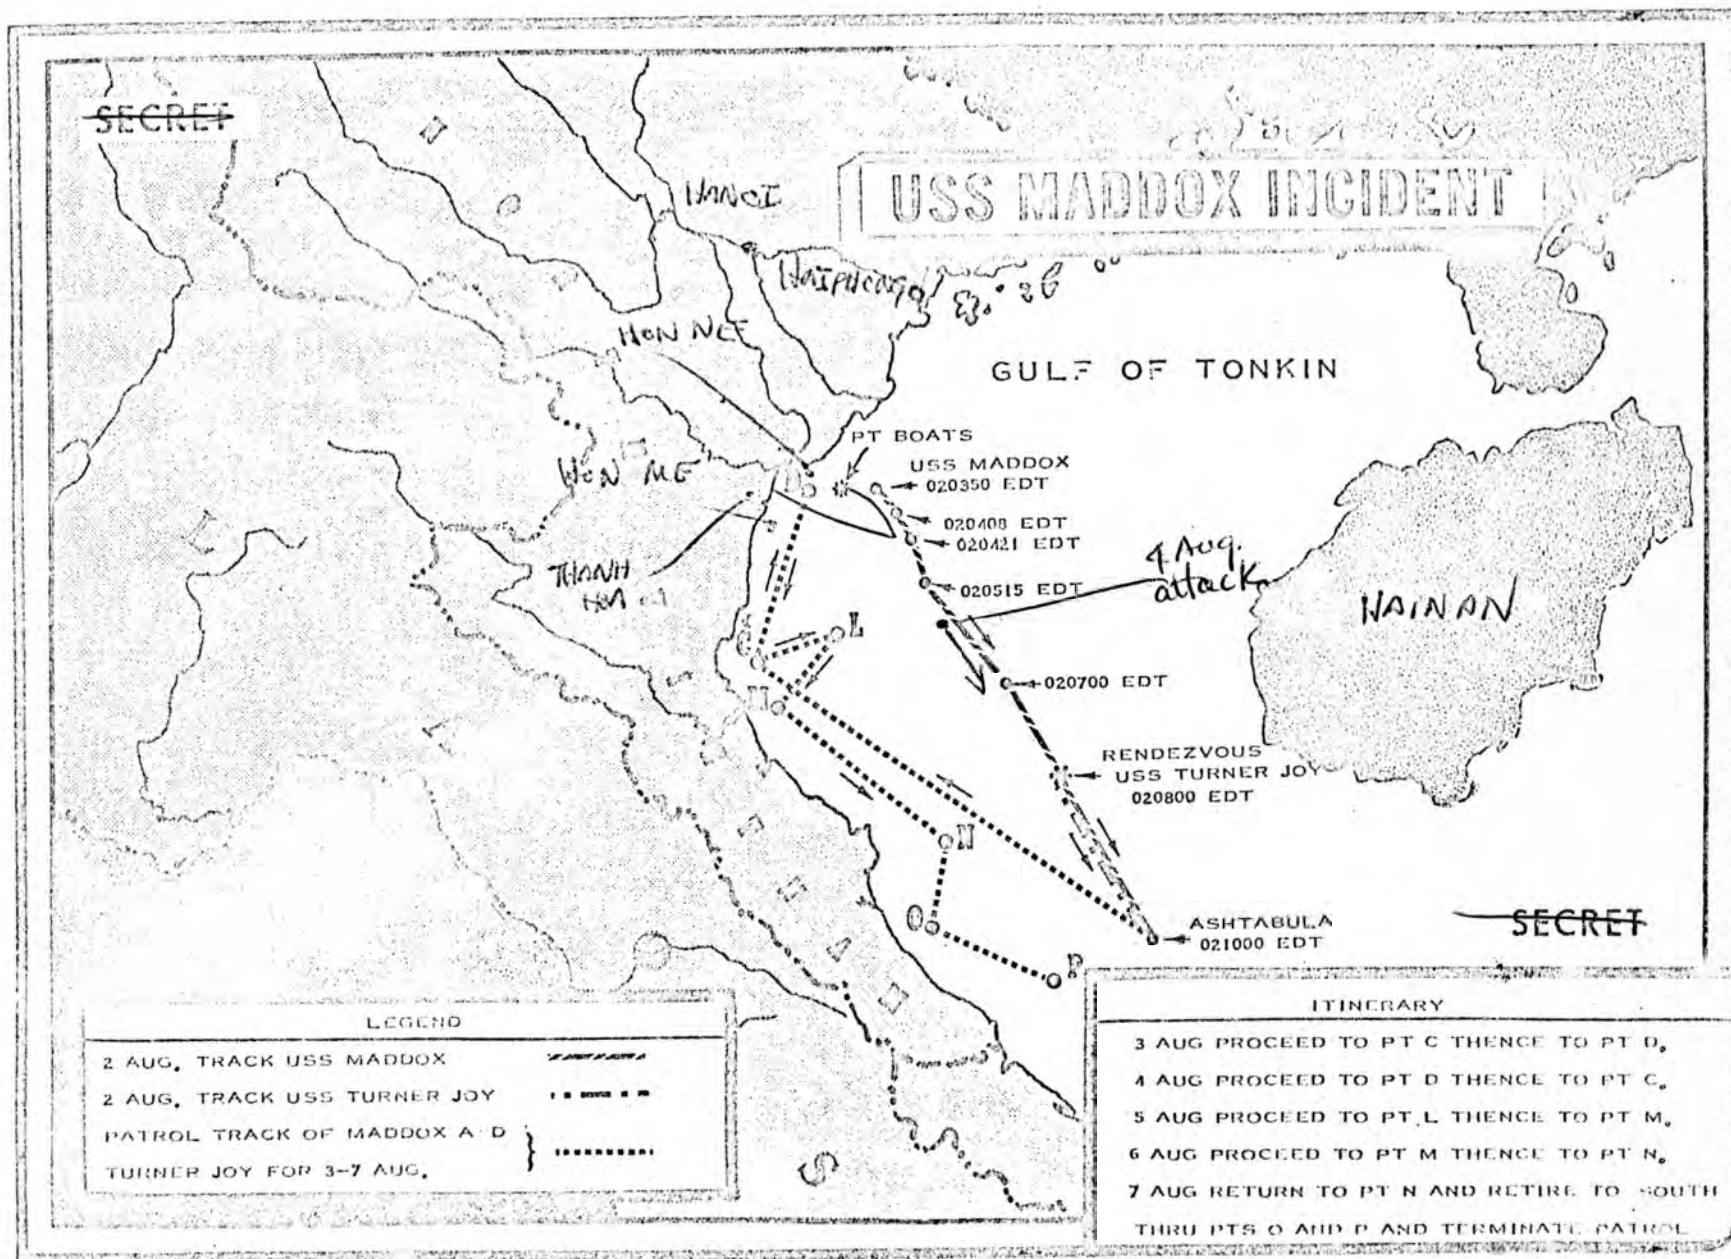 SECRET
USS MADDOX INCIDENT
HANOI
HAIPHONG
HON NEE
GULF OF TONKIN
PT BOATS
USS MADDOX
020350 EDT
HON ME
D
020408 EDT
020421 EDT
4 Aug.
attack
THANH
HOA
020515 EDT
HAINAN
C
L
020700 EDT
M
RENDEZVOUS
USS TURNER JOY
020800 EDT
N
O
ASHTABULA
021000 EDT
SECRET
P
LEGEND
2 AUG. TRACK USS MADDOX
2 AUG. TRACK USS TURNER JOY
PATROL TRACK OF MADDOX A D
TURNER JOY FOR 3-7 AUG.
S
ITINERARY
3 AUG PROCEED TO PT C THENCE TO PT D.
4 AUG PROCEED TO PT D THENCE TO PT C.
5 AUG PROCEED TO PT L THENCE TO PT M.
6 AUG PROCEED TO PT M THENCE TO PT N.
7 AUG RETURN TO PT N AND RETIRE TO SOUTH
THRU PTS O AND P AND TERMINATE PATROL